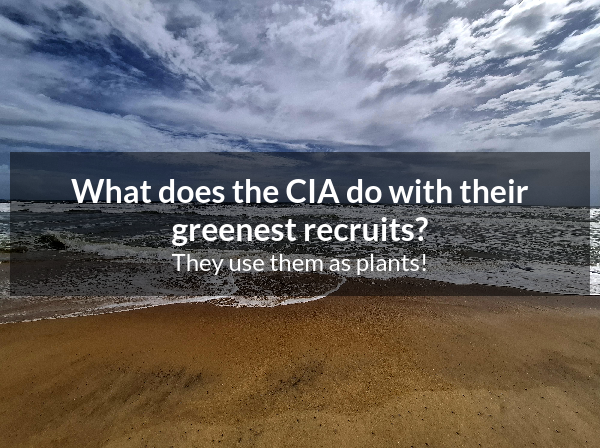 What does the CIA do with their
greenest recruits?
They use them as plants!